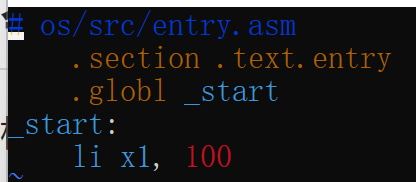 # os/src/entry.asm
    .section .text.entry
    .globl _start
_start:
    li x1, 100
~